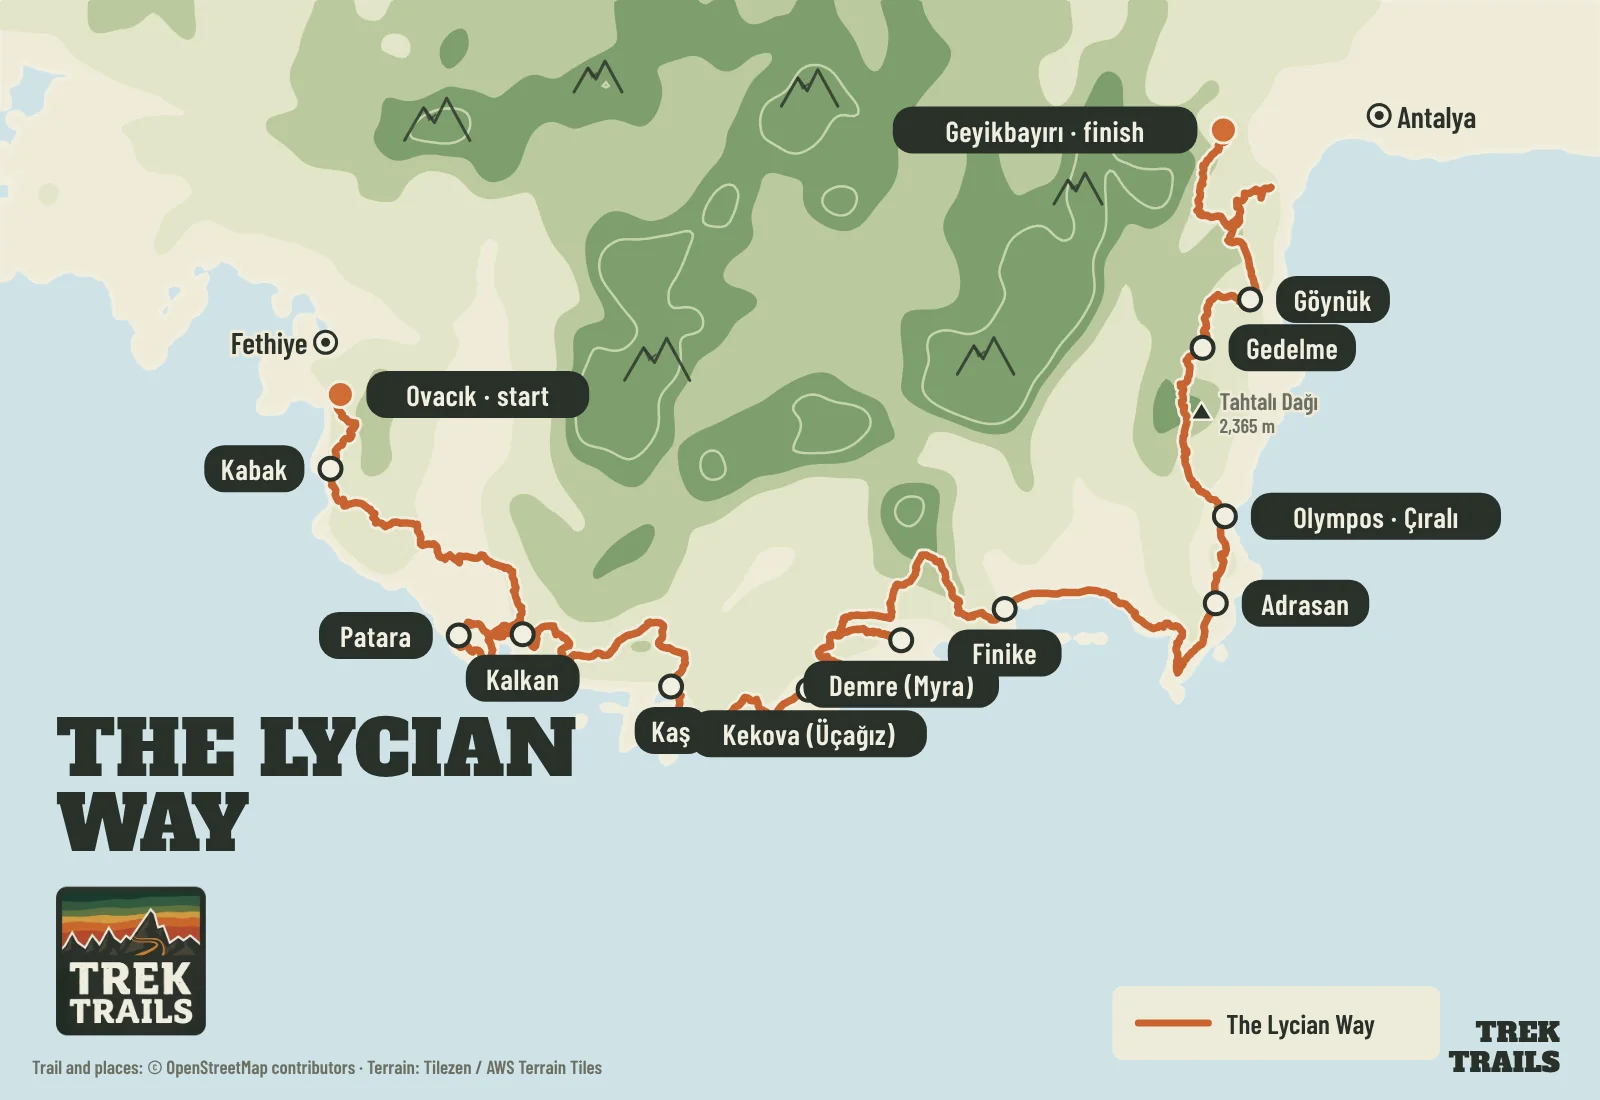 Geyikbayırı · finish
Antalya
Göynük
Fethiye
Gedelme
Ovacık · start
Tahtalı Dağı
2,365 m
Kabak
Olympos · Çıralı
Adrasan
Patara
Finike
Kalkan
Demre (Myra)
Kaş
Kekova (Üçağız)
THE LYCIAN
WAY
TREK
TRAILS
The Lycian Way
TREK
TRAILS
Trail and places: © OpenStreetMap contributors · Terrain: Tilezen / AWS Terrain Tiles